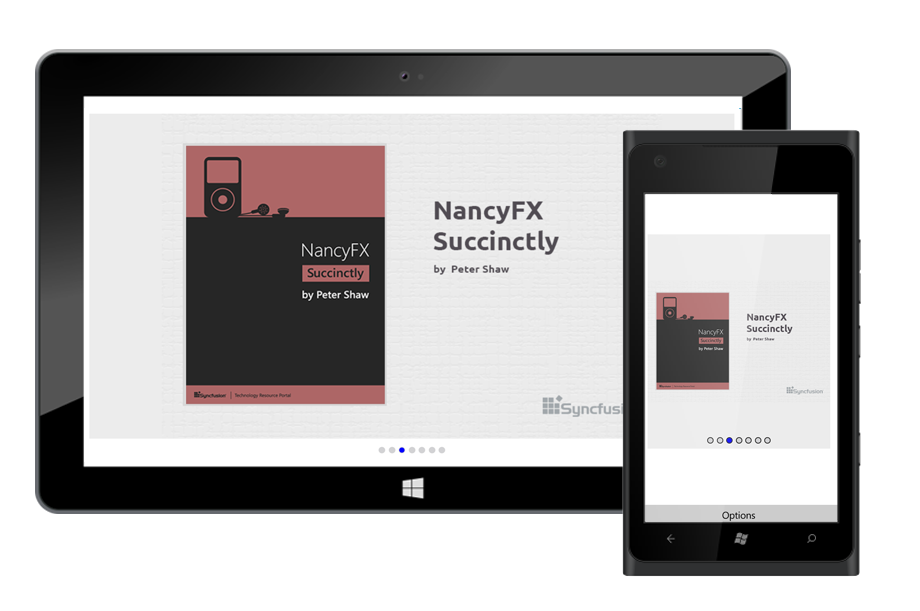 NancyFX
Succinctly
by Peter Shaw
Syncfusion | Technology Resource Portal
NancyFX
Succinctly
by Peter Shaw
Syncfusi
NancyFX
Succinctly
by Peter Shaw
NancyFX
Succinctly
by Peter Shaw
Syncfusion
Options